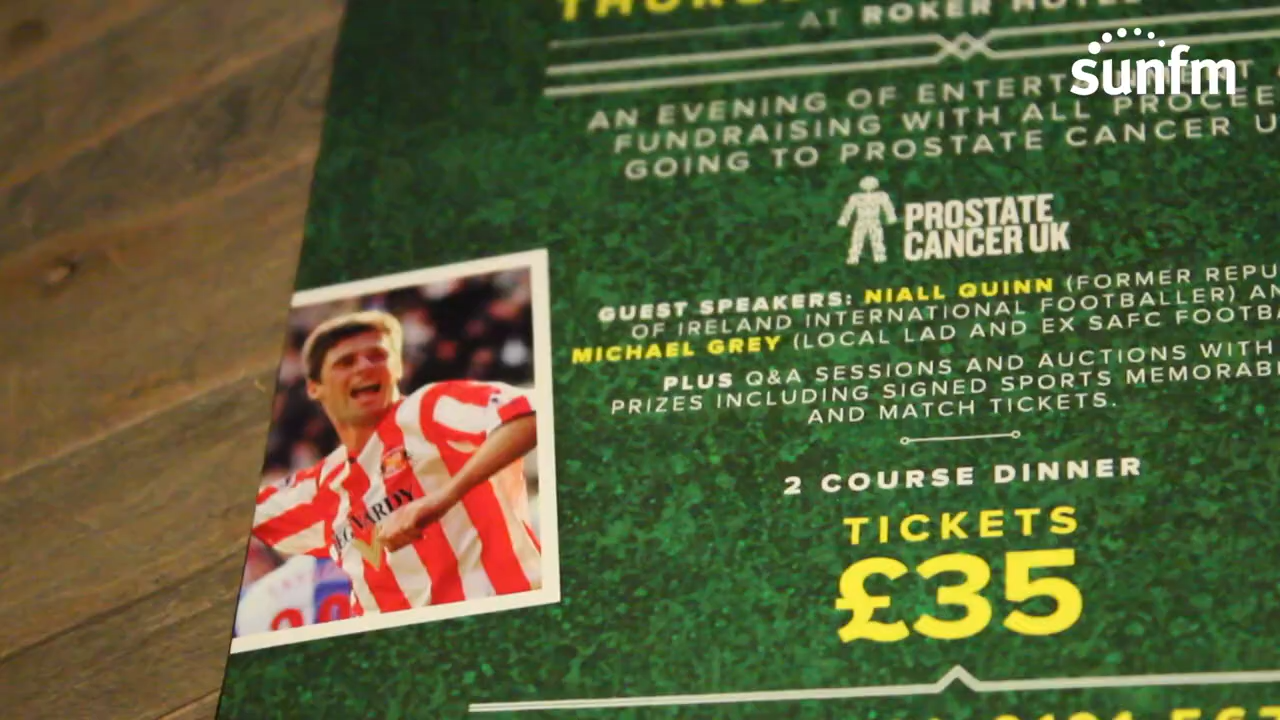 AT ROKER HOTEL
sunfm
AN EVENING OF ENTERTAINMENT
FUNDRAISING WITH ALL PROCEE
GOING TO PROSTATE CANCER U
PROSTATE
CANCER UK
GUEST SPEAKERS: NIALL QUINN (FORMER REPU
OF IRELAND INTERNATIONAL FOOTBALLER) AN
MICHAEL GREY (LOCAL LAD AND EX SAFC FOOTBA
PLUS Q&A SESSIONS AND AUCTIONS WITH
PRIZES INCLUDING SIGNED SPORTS MEMORABI
AND MATCH TICKETS.
2 COURSE DINNER
TICKETS
£35